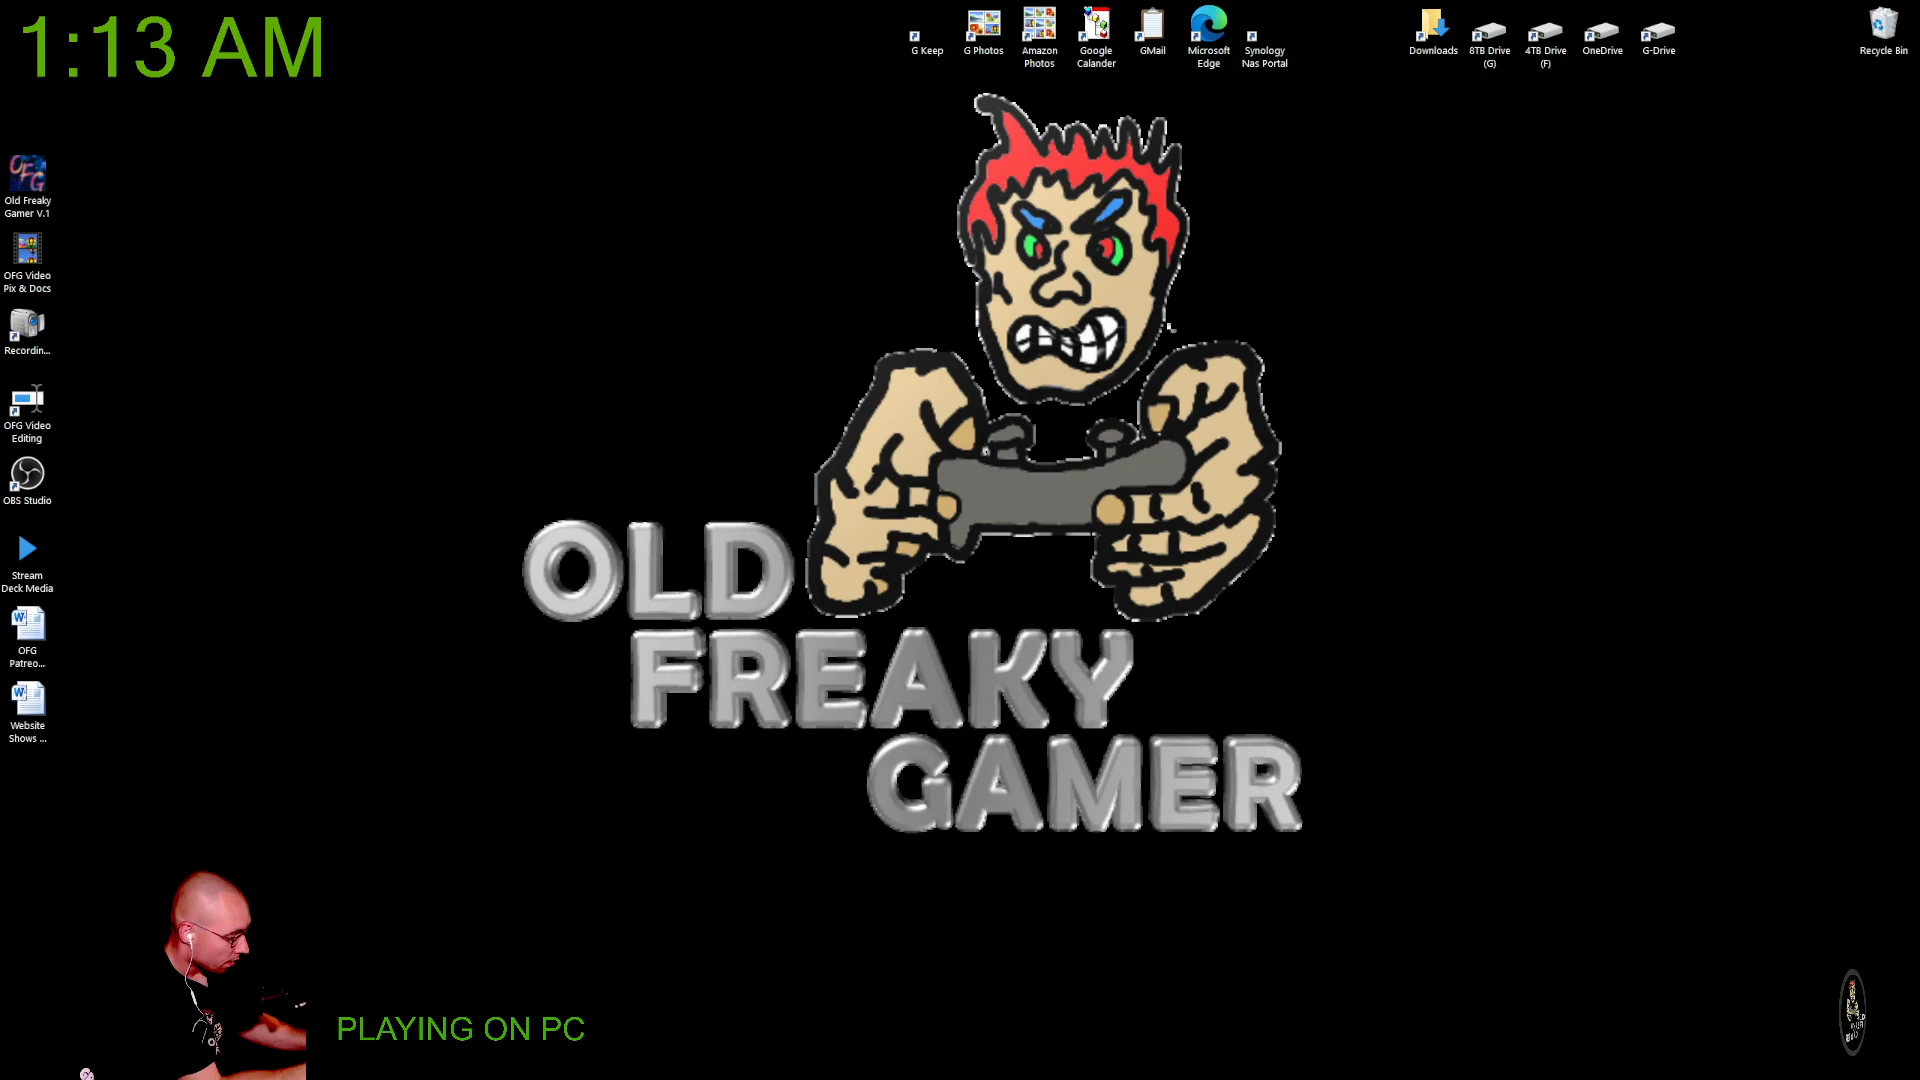 1:13 AM
G Keep
G Photos
Amazon
Photos
Google
Calander
GMail
Microsoft
Edge
Synology
Nas Portal
Downloads
8TB Drive
(G)
4TB Drive
(F)
OneDrive
G-Drive
Recycle Bin
OFG
Old Freaky
Gamer V.1
OFG Video
Pix & Docs
Recordin...
OFG Video
Editing
OBS Studio
Stream
Deck Media
OFG
Patreo...
Website
Shows ...
OLD
FREAKY
GAMER
PLAYING ON PC